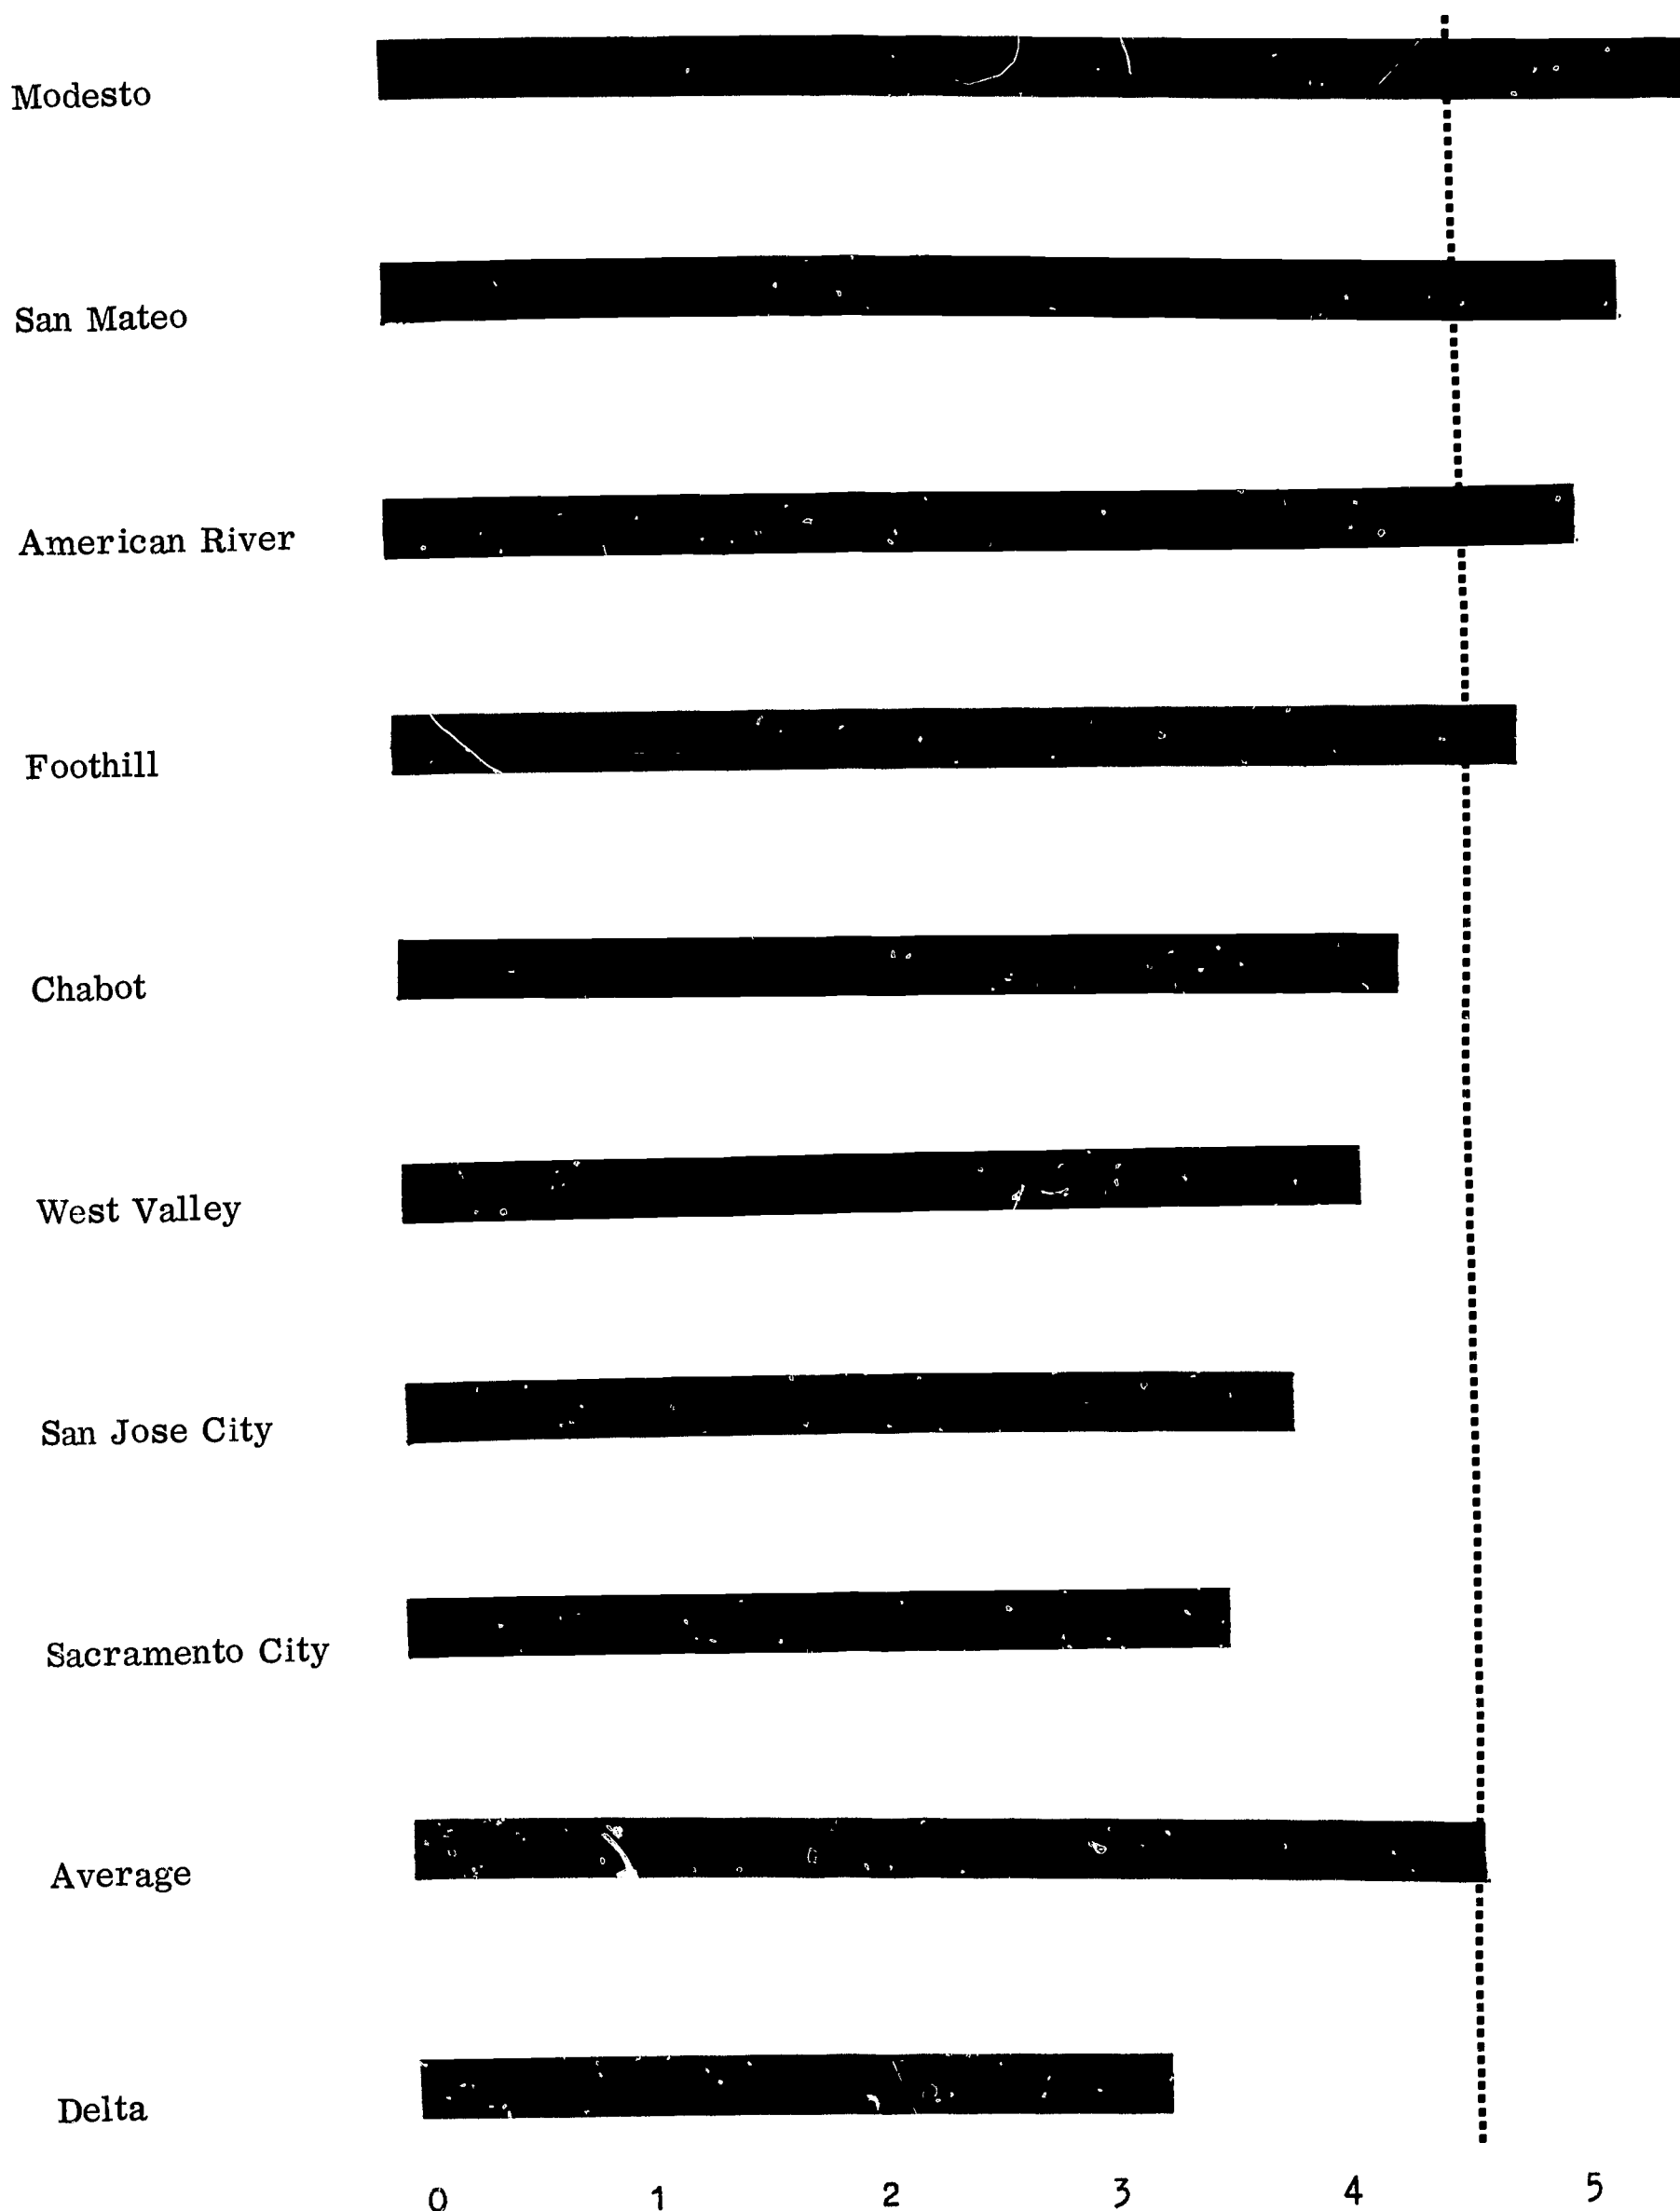 Modesto
San Mateo
American River
Foothill
Chabot
West Valley
San Jose City
Sacramento City
Average
Delta
0 1 2 3 4 5